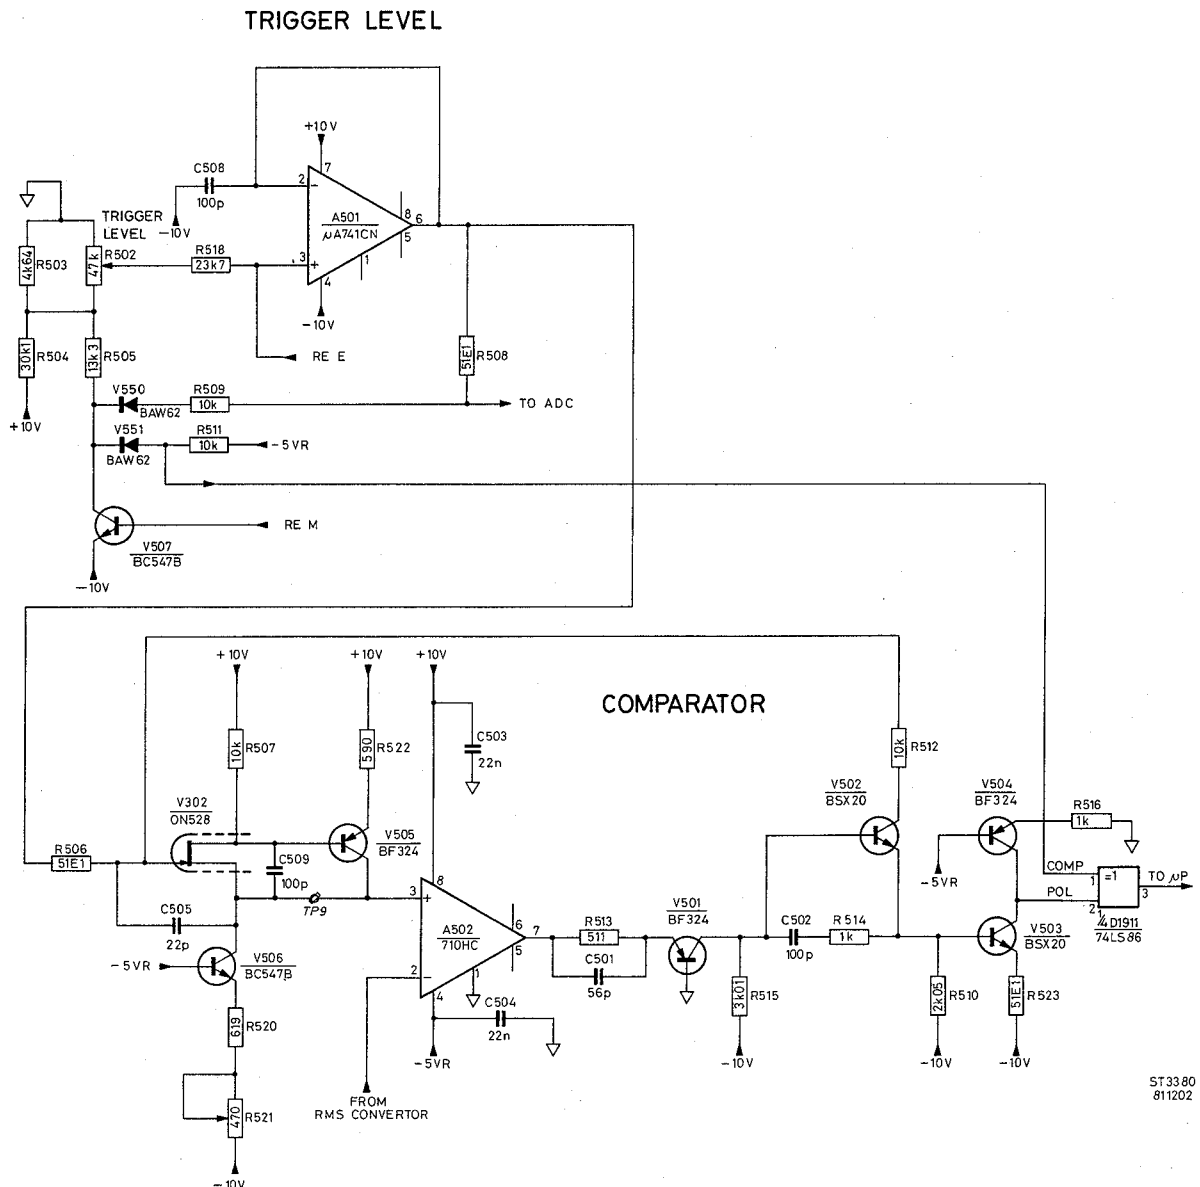 TRIGGER LEVEL
+10V
C508
100p
-10V
TRIGGER
LEVEL
2
7
-
A501
µA741CN
8
6
5
3
+
1
4
-10V
4k64
R503
47k
R502
R518
23k7
RE E
30k1
R504
13k3
R505
51E1
R508
+10V
V550
BAW62
R509
10k
TO ADC
V551
BAW62
R511
10k
-5VR
RE M
V507
BC547B
-10V
COMPARATOR
+10V
+10V
+10V
10k
R507
590
R522
C503
22n
10k
R512
V302
ON528
V505
BF324
R506
51E1
C509
100p
TP9
C505
22p
-5VR
V506
BC547B
619
R520
470
R521
-10V
8
3
+
A502
710HC
6
7
5
2
-
1
4
C504
22n
-5VR
FROM
RMS CONVERTOR
R513
511
C501
56p
V501
BF324
V502
BSX20
C502
100p
R514
1k
3k01
R515
-10V
V504
BF324
R516
1k
-5VR
COMP
POL
1
=1
2
3
TO µP
1/4 D1911
74LS86
V503
BSX20
2k05
R510
51E1
R523
-10V
-10V
ST3380
811202